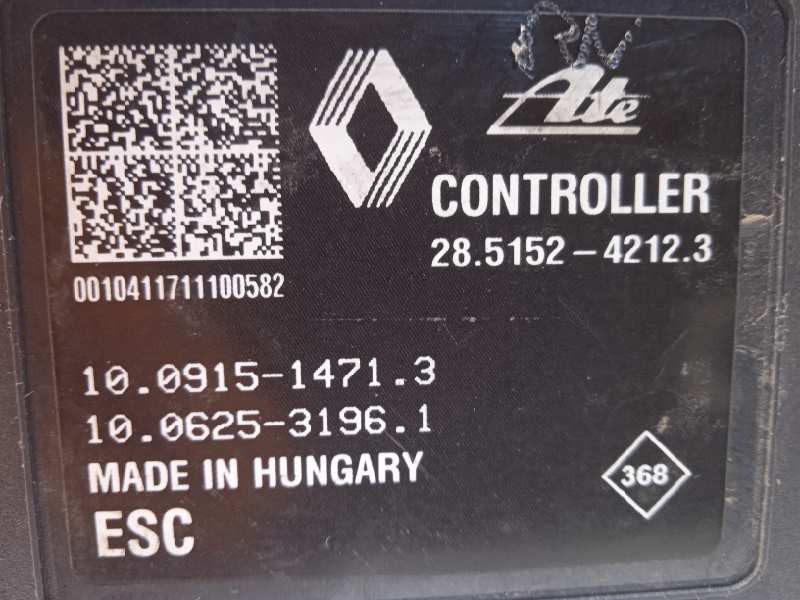 Ate
CONTROLLER
28.5152-4212.3
0010411711100582
10.0915-1471.3
10.0625-3196.1
MADE IN HUNGARY
368
ESC